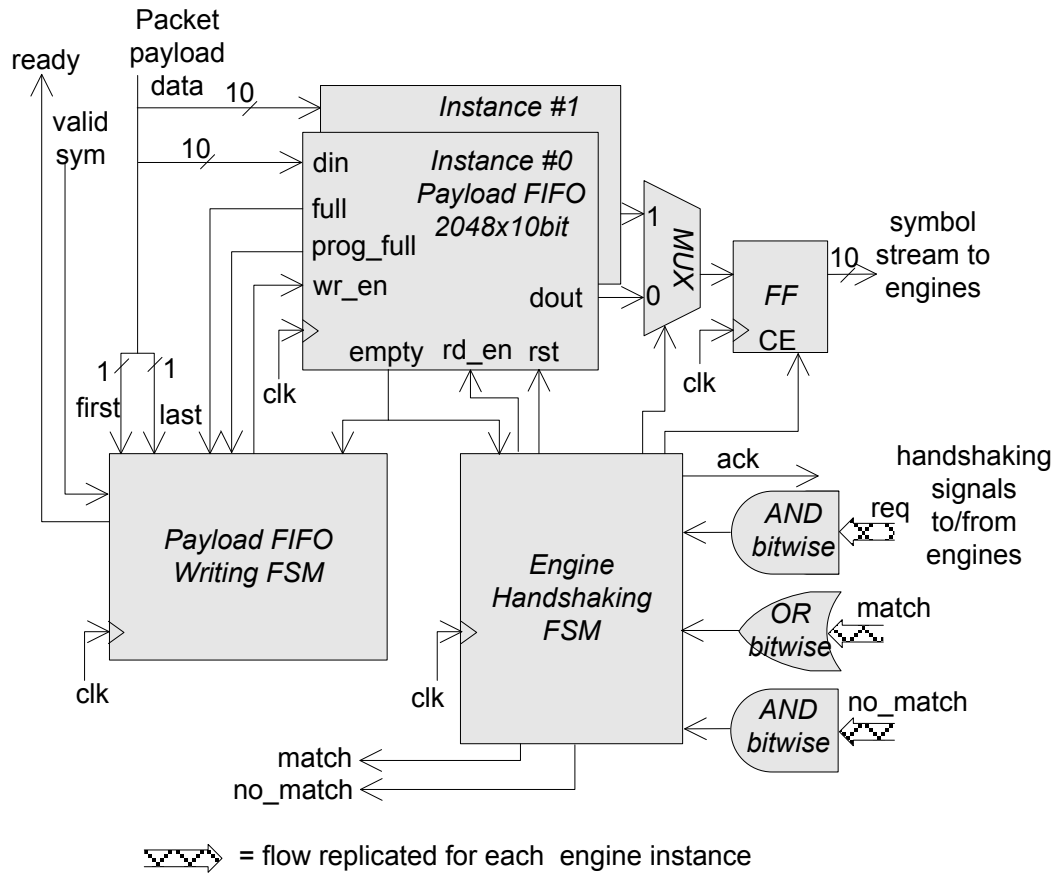 Packet
payload
data
ready
valid
sym
10
10
Instance #1
Instance #0
Payload FIFO
2048x10bit
din
full
prog_full
wr_en
dout
empty
rd_en
rst
clk
1
0
MUX
clk
FF
CE
10
symbol
stream to
engines
1
1
first
last
Payload FIFO
Writing FSM
clk
Engine
Handshaking
FSM
clk
ack
req
handshaking
signals
to/from
engines
AND
bitwise
OR
bitwise
match
AND
bitwise
no_match
match
no_match
= flow replicated for each engine instance